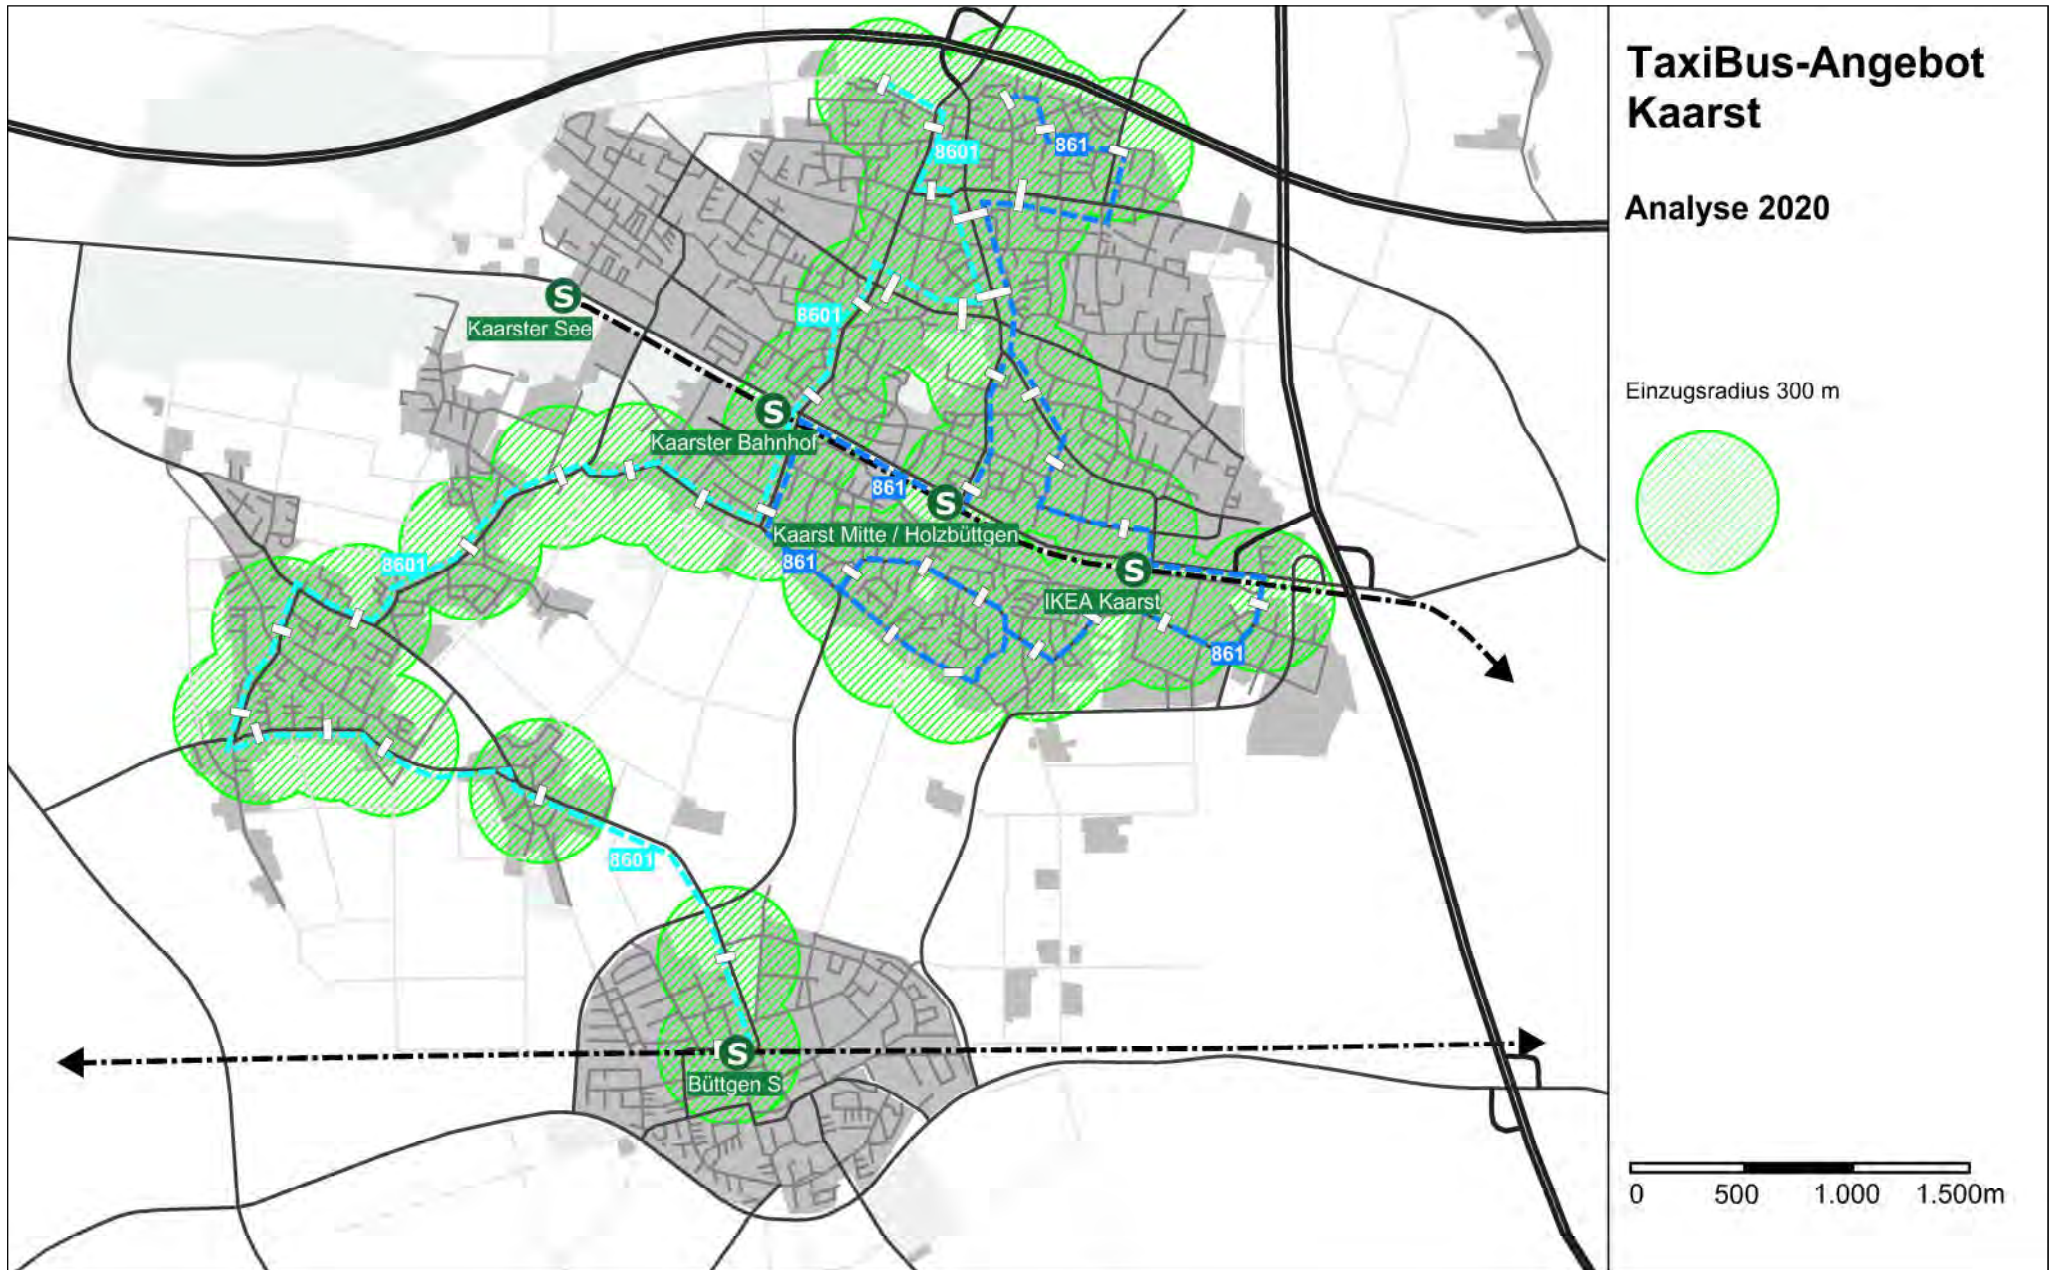 TaxiBus-Angebot
Kaarst
Analyse 2020
Einzugsradius 300 m
0 500 1.000 1.500m
861
8601
S
Kaarster See
8601
S
Kaarster Bahnhof
861
S
Kaarst Mitte / Holzbüttgen
861
8601
S
IKEA Kaarst
861
8601
S
Büttgen S